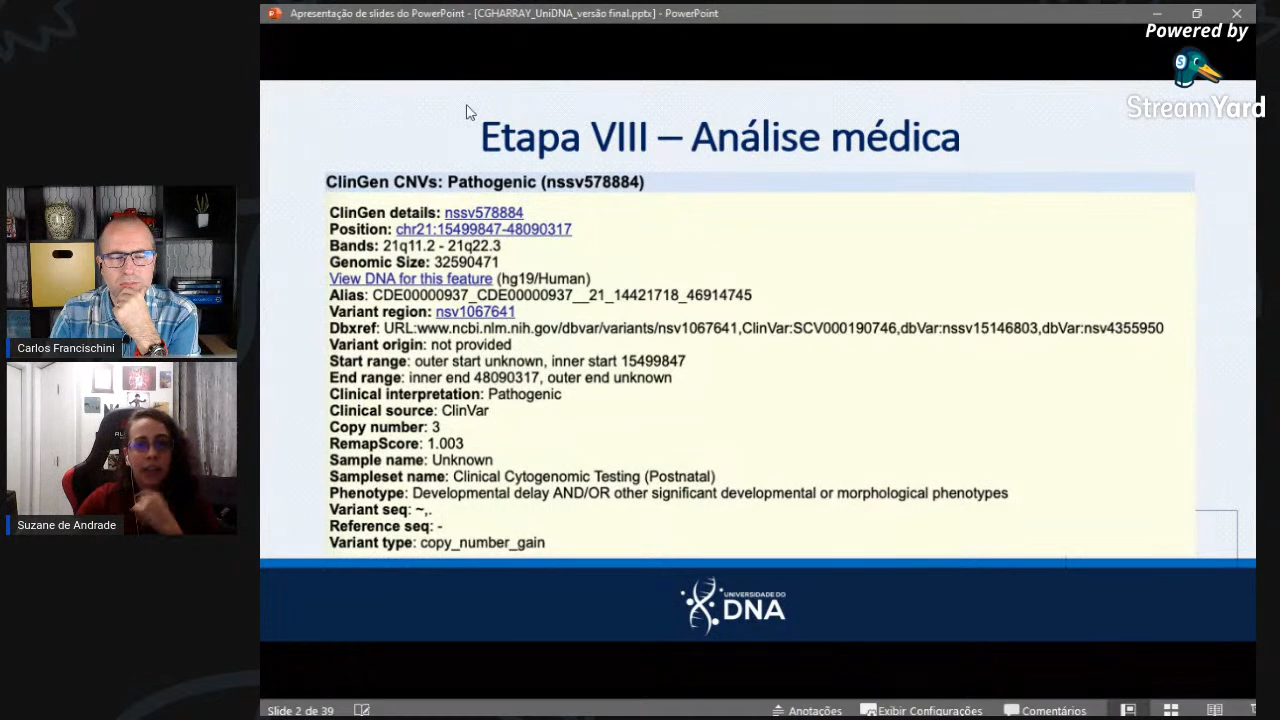 Apresentação de slides do PowerPoint - [CGHARRAY_UniDNA_versão final.pptx] - PowerPoint
Powered by
S
StreamYard
Etapa VIII – Análise médica
ClinGen CNVs: Pathogenic (nssv578884)
ClinGen details: nssv578884
Position: chr21:15499847-48090317
Bands: 21q11.2 - 21q22.3
Genomic Size: 32590471
View DNA for this feature (hg19/Human)
Alias: CDE00000937_CDE00000937__21_14421718_46914745
Variant region: nsv1067641
Dbxref: URL:www.ncbi.nlm.nih.gov/dbvar/variants/nsv1067641,ClinVar:SCV000190746,dbVar:nssv15146803,dbVar:nsv4355950
Variant origin: not provided
Start range: outer start unknown, inner start 15499847
End range: inner end 48090317, outer end unknown
Clinical interpretation: Pathogenic
Clinical source: ClinVar
Copy number: 3
RemapScore: 1.003
Sample name: Unknown
Sampleset name: Clinical Cytogenomic Testing (Postnatal)
Phenotype: Developmental delay AND/OR other significant developmental or morphological phenotypes
Variant seq: ~,.
Reference seq: -
Variant type: copy_number_gain
Carlos Francischini
Suzane de Andrade
UNIVERSIDADE DO
DNA
Slide 2 de 39
Anotações
Exibir Configurações
Comentários